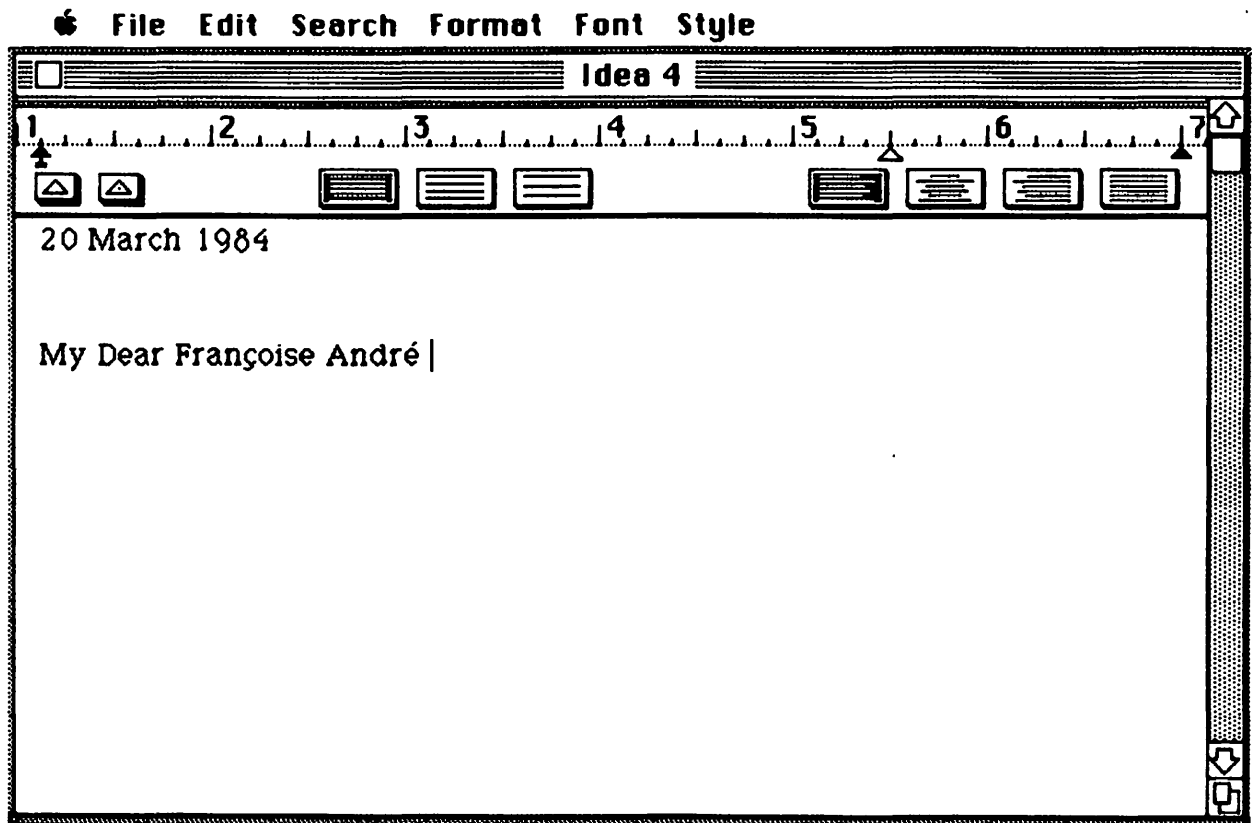 File Edit Search Format Font Style
Idea 4
1 2 3 4 5 6 7
20 March 1984
My Dear Françoise André